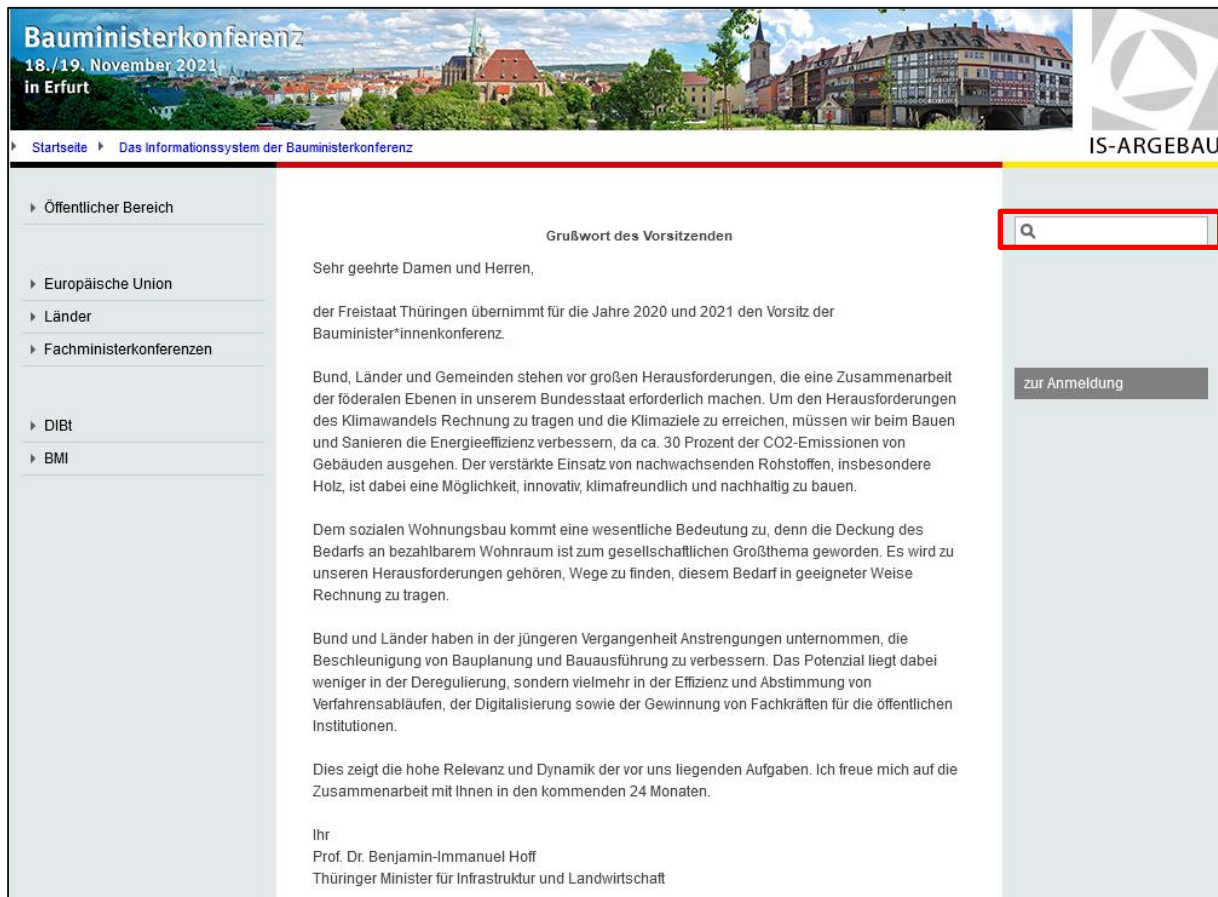 Bauministerkonferenz
18./19. November 2021
in Erfurt
IS-ARGEBAU
Startseite Das Informationssystem der Bauministerkonferenz
Öffentlicher Bereich
Europäische Union
Länder
Fachministerkonferenzen
DIBt
BMI
Grußwort des Vorsitzenden
Sehr geehrte Damen und Herren,
der Freistaat Thüringen übernimmt für die Jahre 2020 und 2021 den Vorsitz der
Bauminister*innenkonferenz.
Bund, Länder und Gemeinden stehen vor großen Herausforderungen, die eine Zusammenarbeit
der föderalen Ebenen in unserem Bundesstaat erforderlich machen. Um den Herausforderungen
des Klimawandels Rechnung zu tragen und die Klimaziele zu erreichen, müssen wir beim Bauen
und Sanieren die Energieeffizienz verbessern, da ca. 30 Prozent der CO2-Emissionen von
Gebäuden ausgehen. Der verstärkte Einsatz von nachwachsenden Rohstoffen, insbesondere
Holz, ist dabei eine Möglichkeit, innovativ, klimafreundlich und nachhaltig zu bauen.
Dem sozialen Wohnungsbau kommt eine wesentliche Bedeutung zu, denn die Deckung des
Bedarfs an bezahlbarem Wohnraum ist zum gesellschaftlichen Großthema geworden. Es wird zu
unseren Herausforderungen gehören, Wege zu finden, diesem Bedarf in geeigneter Weise
Rechnung zu tragen.
Bund und Länder haben in der jüngeren Vergangenheit Anstrengungen unternommen, die
Beschleunigung von Bauplanung und Bauausführung zu verbessern. Das Potenzial liegt dabei
weniger in der Deregulierung, sondern vielmehr in der Effizienz und Abstimmung von
Verfahrensabläufen, der Digitalisierung sowie der Gewinnung von Fachkräften für die öffentlichen
Institutionen.
Dies zeigt die hohe Relevanz und Dynamik der vor uns liegenden Aufgaben. Ich freue mich auf die
Zusammenarbeit mit Ihnen in den kommenden 24 Monaten.
Ihr
Prof. Dr. Benjamin-Immanuel Hoff
Thüringer Minister für Infrastruktur und Landwirtschaft
zur Anmeldung